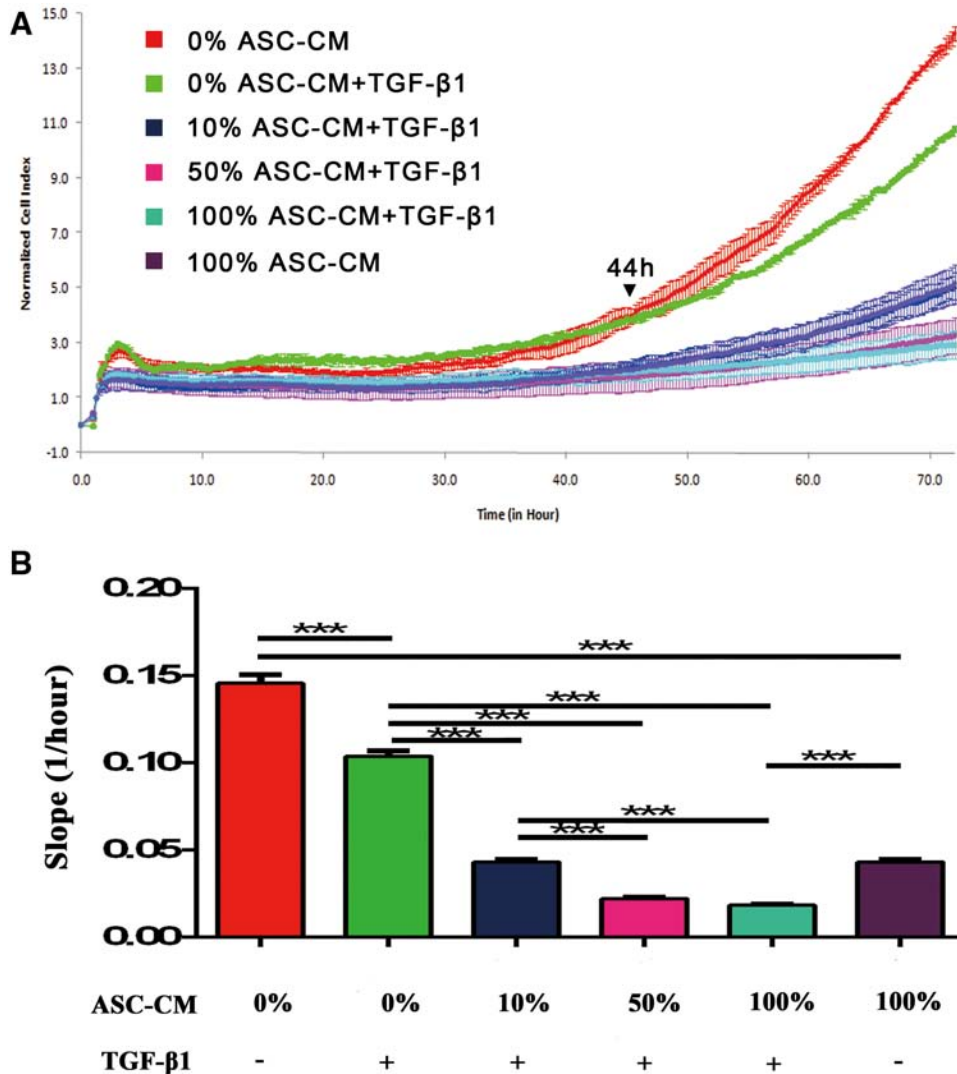 A
15.0
13.0
11.0
9.0
7.0
5.0
3.0
1.0
-1.0
Normalized Cell Index
0% ASC-CM
0% ASC-CM+TGF-β1
10% ASC-CM+TGF-β1
50% ASC-CM+TGF-β1
100% ASC-CM+TGF-β1
100% ASC-CM
44h
0.0 10.0 20.0 30.0 40.0 50.0 60.0 70.0
Time (in Hour)
B
0.20
0.15
0.10
0.05
0.00
Slope (1/hour)
***
***
***
***
***
***
***
***
ASC-CM 0% 0% 10% 50% 100% 100%
TGF-β1 - + + + + -